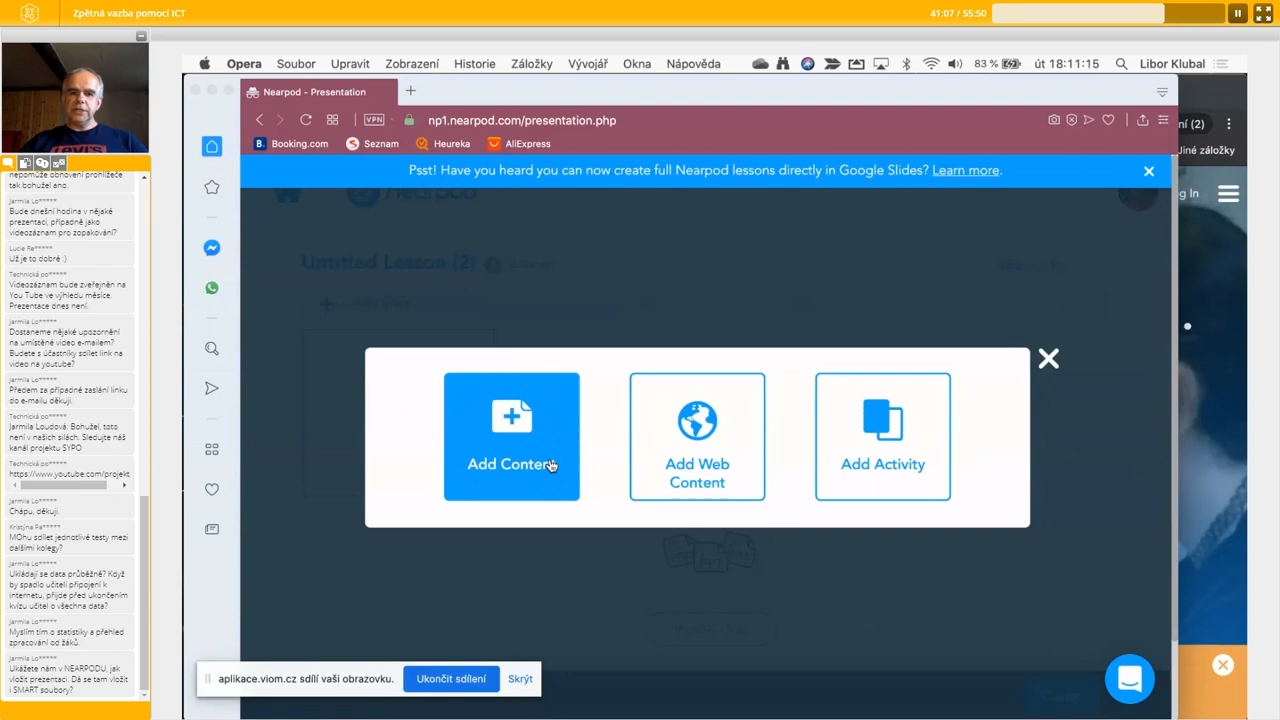 Zpětná vazba pomocí ICT
41:07 / 55:50
Opera Soubor Upravit Zobrazení Historie Záložky Vývojář Okna Nápověda
83 % út 18:11:15 Libor Klubal
Nearpod - Presentation
VPN np1.nearpod.com/presentation.php
ní (2)
Booking.com Seznam Heureka AliExpress
Jiné záložky
Psst! Have you heard you can now create full Nearpod lessons directly in Google Slides? Learn more.
nearpod
g In
Untitled Lesson (2)
Add Content
Add Web
Content
Add Activity
aplikace.viom.cz sdílí vaši obrazovku. Ukončit sdílení Skrýt
nepomůže obnovení prohlížeče
tak bohužel ano.
Jarmila Lo*****
Bude dnešní hodina v nějaké
prezentaci, případně jako
videozáznam pro zopakování?
Lucie Re*****
Už je to dobré :)
Technická po*****
Videozáznam bude zveřejněn na
You Tube ve výhledu měsíce.
Prezentace dnes není.
Jarmila Lo*****
Dostaneme nějaké upozornění
na umístěné video e-mailem?
Budete s účastníky sdílet link na
video na youtube?
Jarmila Lo*****
Předem za případné zaslání linku
do e-mailu děkuji.
Technická po*****
Jarmila Loudová: Bohužel, toto
není v našich silách. Sledujte náš
kanál projektu SYPO
Technická po*****
https://www.youtube.com/projekt
Jarmila Lo*****
Chápu, děkuji.
Kristýna Pa*****
MOhu sdílet jednotlivé testy mezi
dalšími kolegy?
Jarmila Lo*****
Ukládají se data průběžně? Když
by spadlo učiteli připojení k
internetu, přijde před ukončením
kvízu učitel o všechna data?
Jarmila Lo*****
Myslím tím o statistiky a přehled
zpracování od žáků.
Jarmila Lo*****
Ukážete nám v NEARPODU, jak
vložit prezentaci. Dá se tam vložit
i SMART soubory?